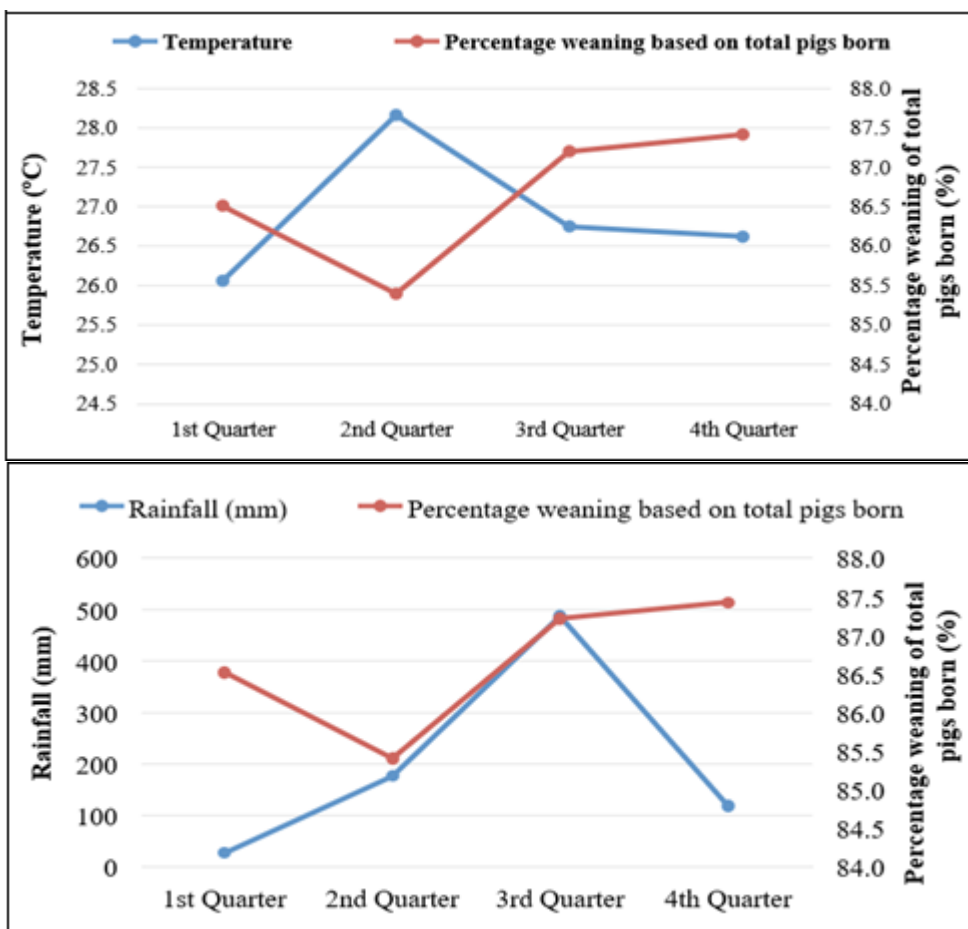 Temperature
Percentage weaning based on total pigs born
28.5
28.0
27.5
27.0
26.5
26.0
25.5
25.0
24.5
Temperature (°C)
88.0
87.5
87.0
86.5
86.0
85.5
85.0
84.5
84.0
Percentage weaning of total
pigs born (%)
1st Quarter
2nd Quarter
3rd Quarter
4th Quarter
Rainfall (mm)
Percentage weaning based on total pigs born
600
500
400
300
200
100
0
Rainfall (mm)
88.0
87.5
87.0
86.5
86.0
85.5
85.0
84.5
84.0
Percentage weaning of total
pigs born (%)
1st Quarter
2nd Quarter
3rd Quarter
4th Quarter